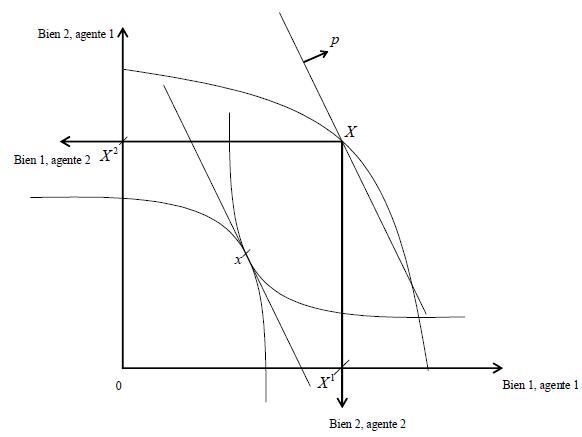 Bien 2, agente 1
p
X
Bien 1, agente 2
X²
x
0
X¹
Bien 1, agente 1
Bien 2, agente 2